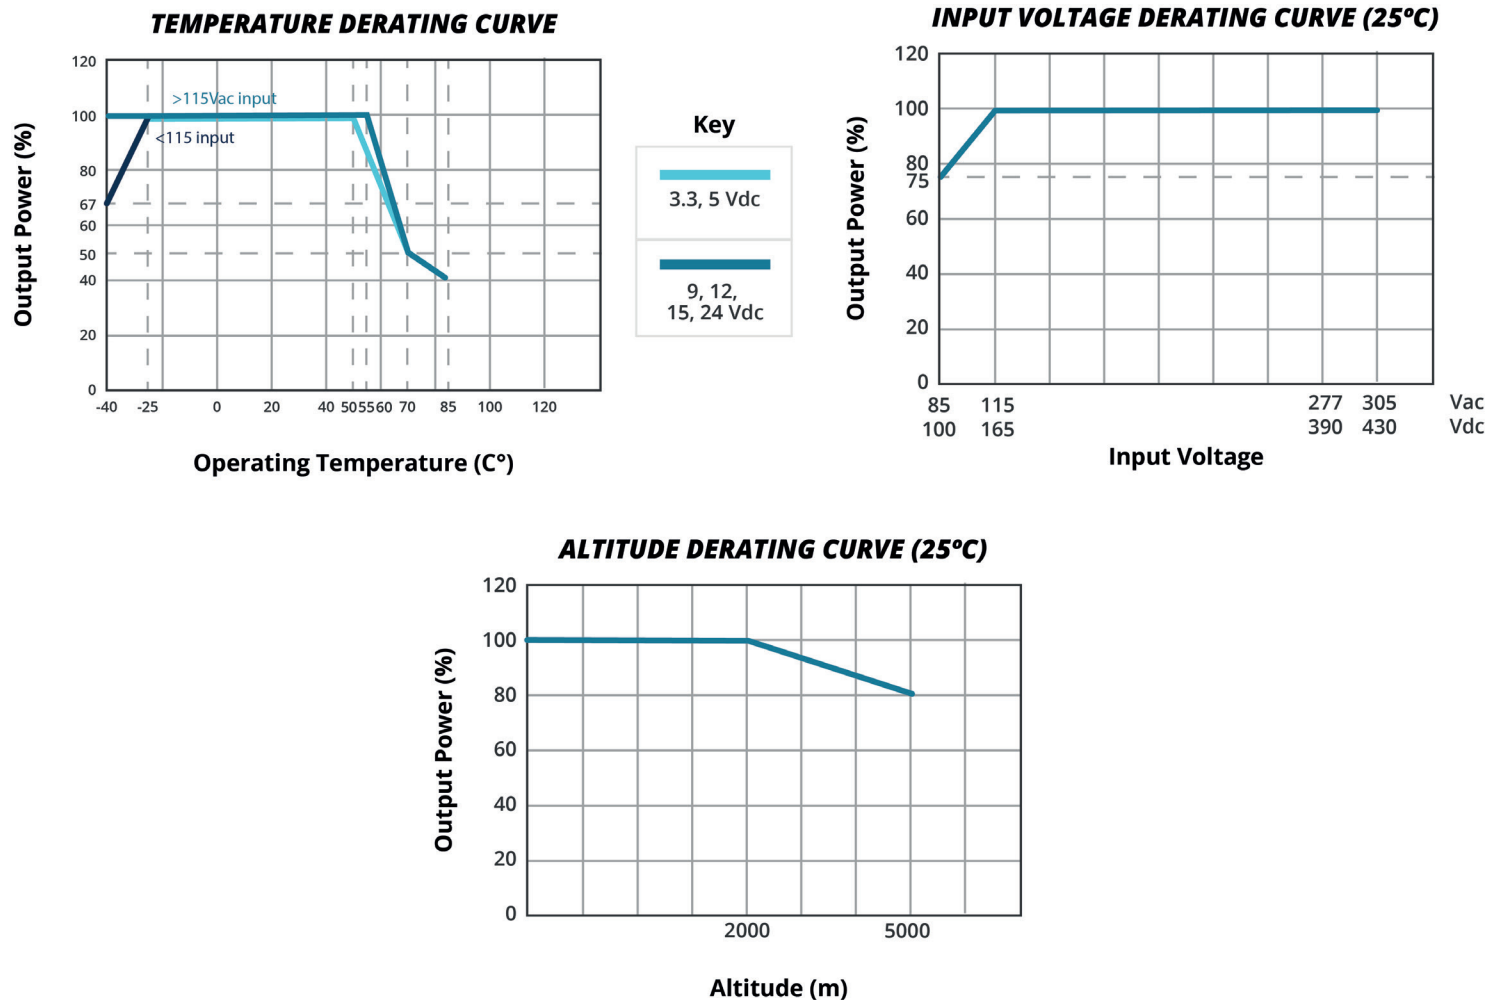 TEMPERATURE DERATING CURVE
Output Power (%)
120
100
80
67
60
50
40
20
0
>115Vac input
<115 input
-40 -25 0 20 40 50 55 60 70 85 100 120
Operating Temperature (C°)
Key
3.3, 5 Vdc
9, 12,
15, 24 Vdc
INPUT VOLTAGE DERATING CURVE (25ºC)
Output Power (%)
120
100
80
75
60
40
20
0
85 115 277 305 Vac
100 165 390 430 Vdc
Input Voltage
ALTITUDE DERATING CURVE (25ºC)
Output Power (%)
120
100
80
60
40
20
0
2000 5000
Altitude (m)